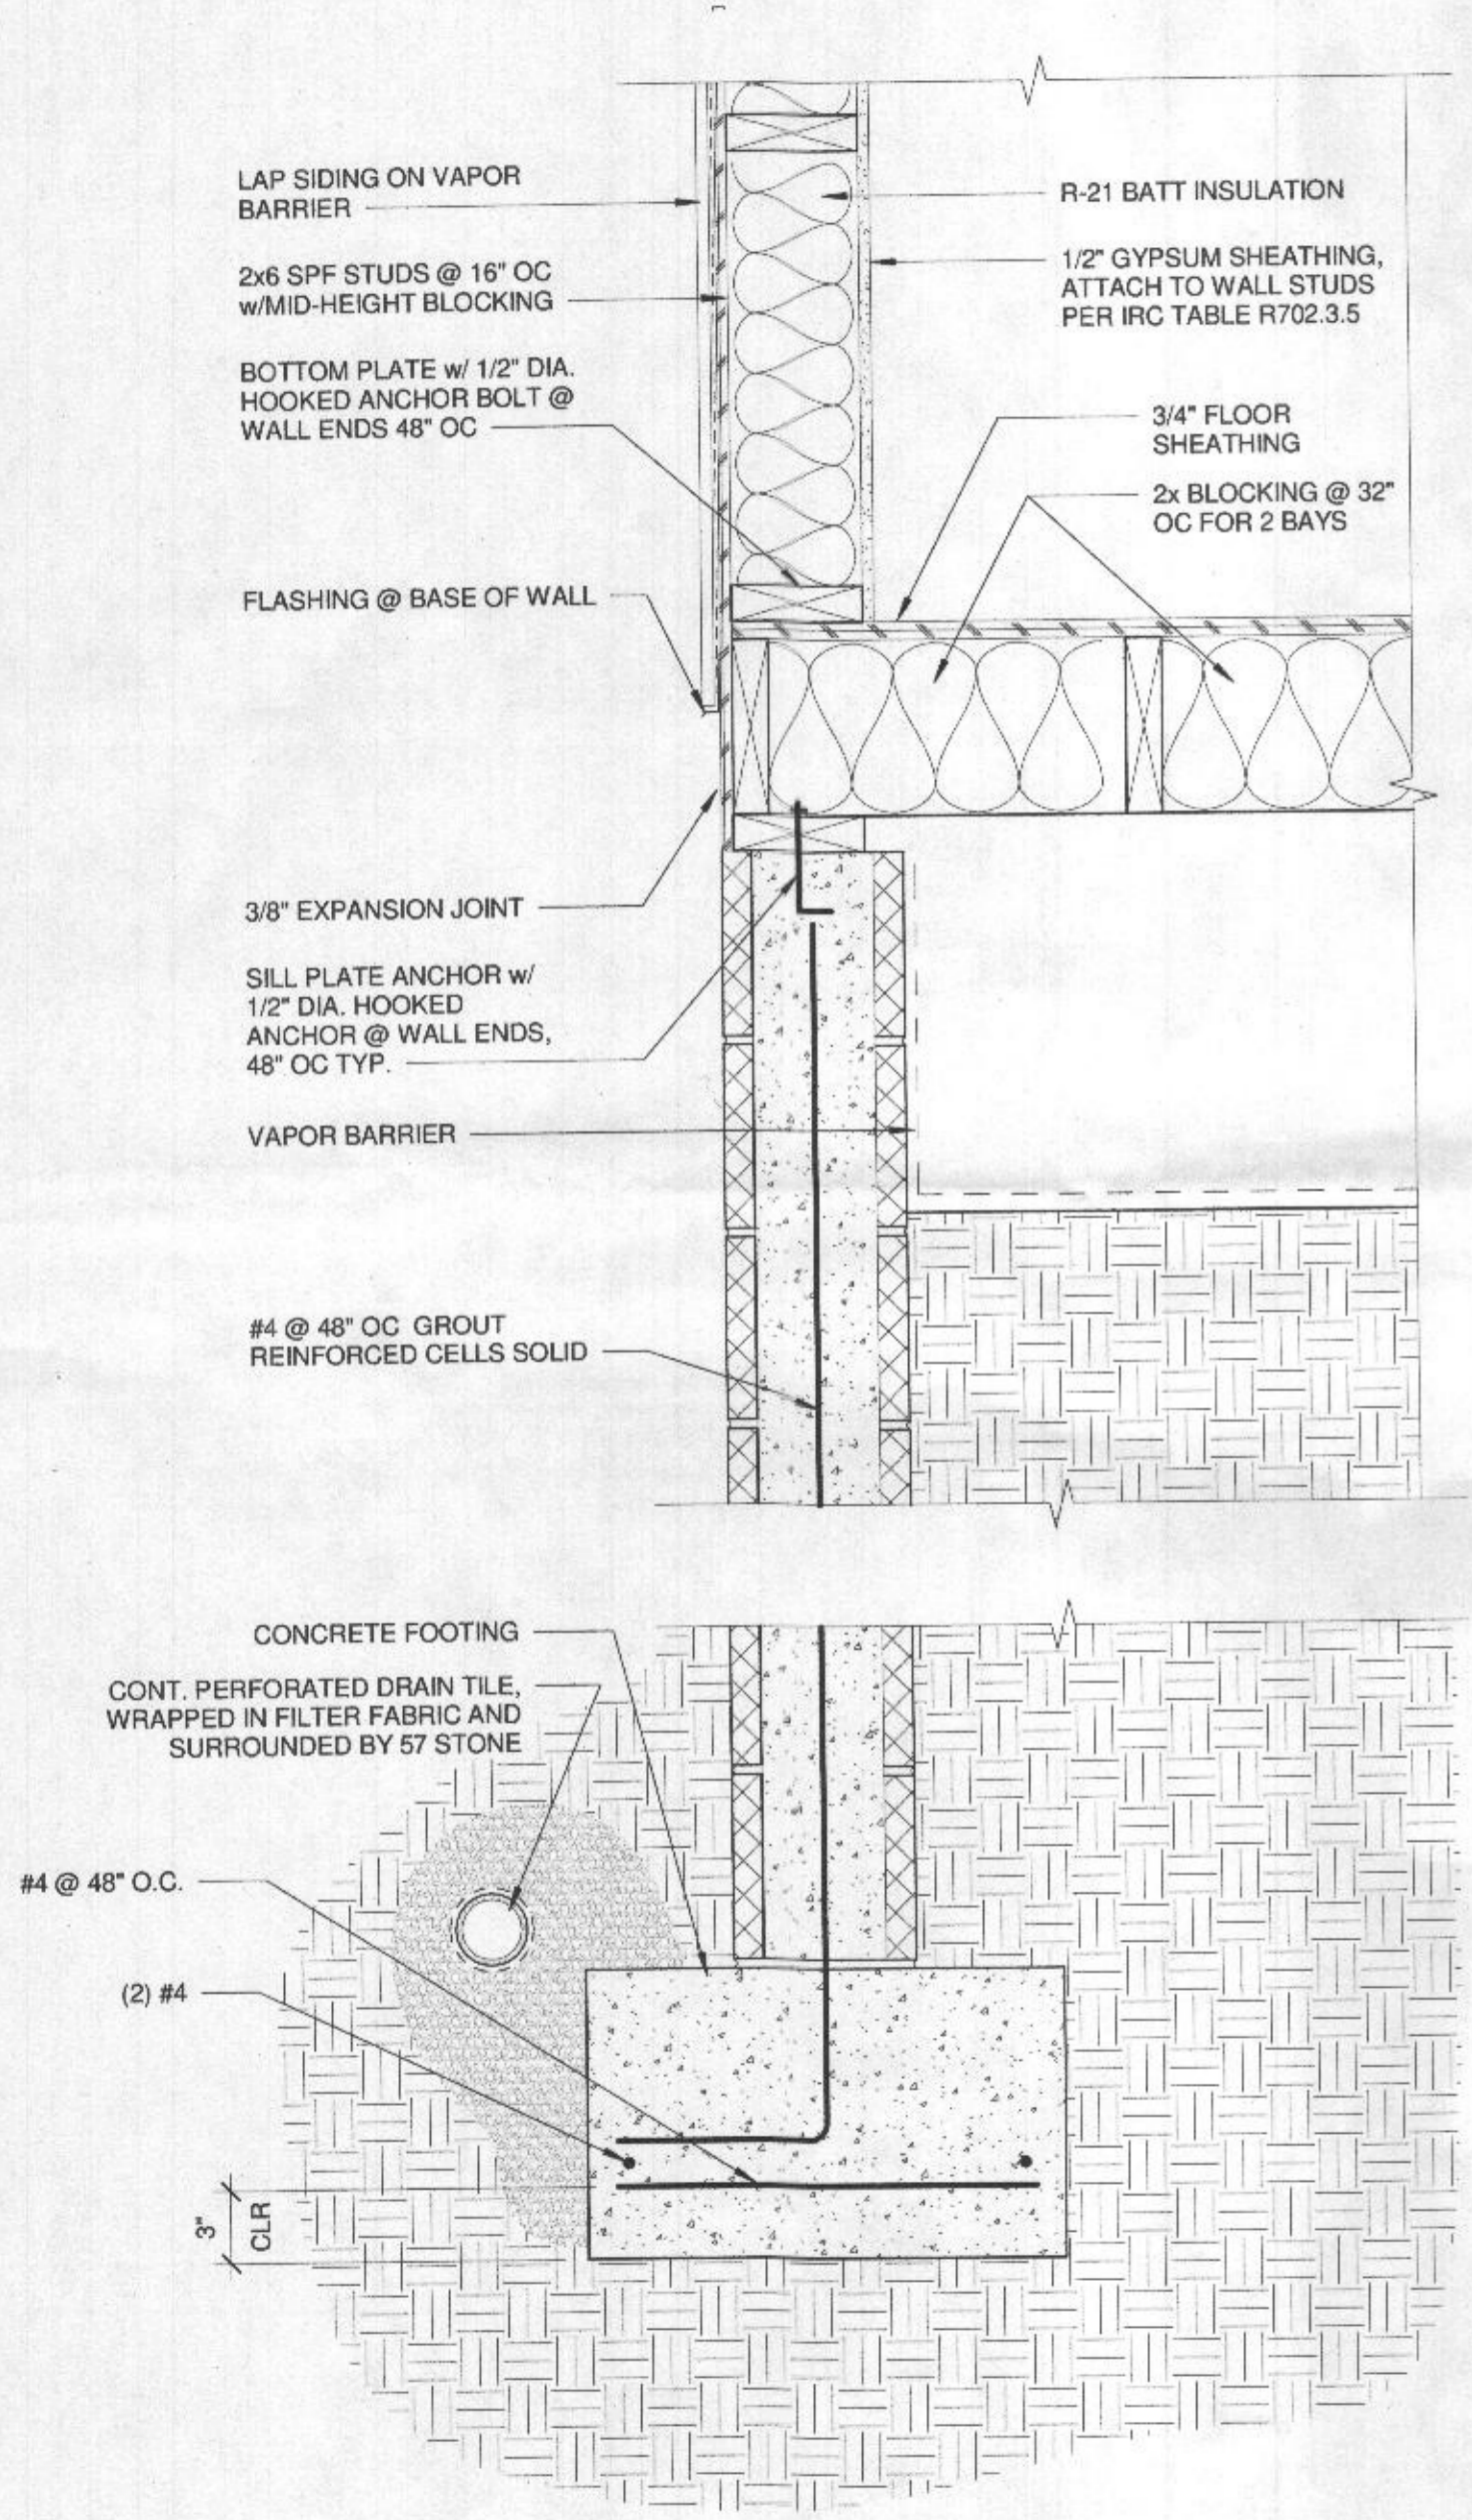 LAP SIDING ON VAPOR
BARRIER
2x6 SPF STUDS @ 16" OC
w/MID-HEIGHT BLOCKING
BOTTOM PLATE w/ 1/2" DIA.
HOOKED ANCHOR BOLT @
WALL ENDS 48" OC
FLASHING @ BASE OF WALL
3/8" EXPANSION JOINT
SILL PLATE ANCHOR w/
1/2" DIA. HOOKED
ANCHOR @ WALL ENDS,
48" OC TYP.
VAPOR BARRIER
#4 @ 48" OC GROUT
REINFORCED CELLS SOLID
R-21 BATT INSULATION
1/2" GYPSUM SHEATHING,
ATTACH TO WALL STUDS
PER IRC TABLE R702.3.5
3/4" FLOOR
SHEATHING
2x BLOCKING @ 32"
OC FOR 2 BAYS
CONCRETE FOOTING
CONT. PERFORATED DRAIN TILE,
WRAPPED IN FILTER FABRIC AND
SURROUNDED BY 57 STONE
#4 @ 48" O.C.
(2) #4
3"
CLR